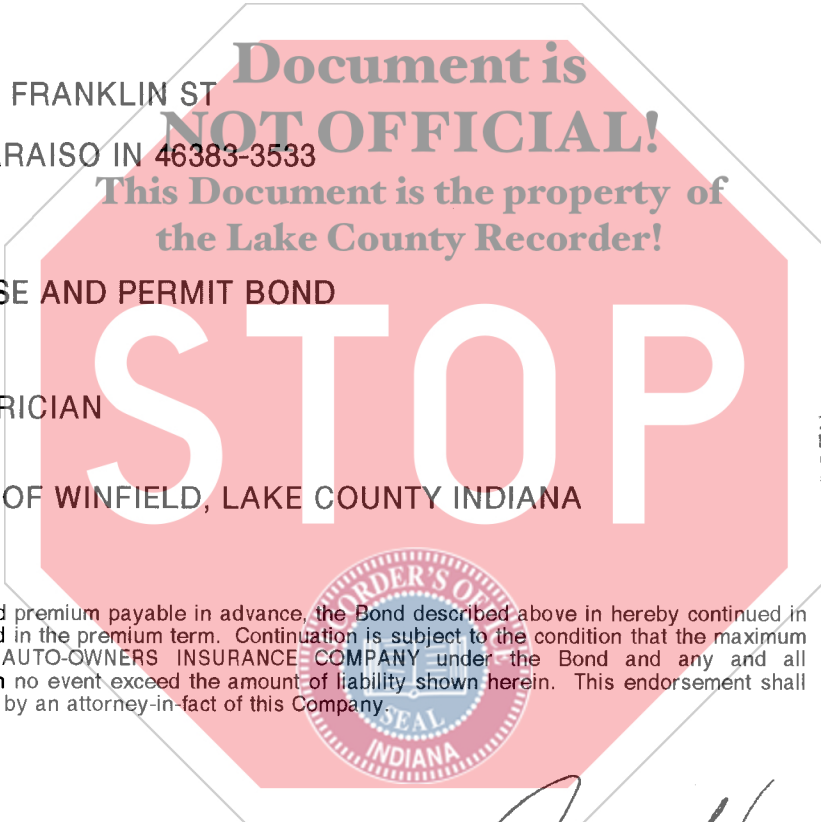 Document is
FRANKLIN ST
NOT OFFICIAL!
RAISO IN 46383-3533
This Document is the property of
the Lake County Recorder!
SE AND PERMIT BOND
STOP
RICIAN
OF WINFIELD, LAKE COUNTY INDIANA
RECORDER'S OFFICE
premium payable in advance, the Bond described above in hereby continued in
in the premium term. Continuation is subject to the condition that the maximum
AUTO-OWNERS INSURANCE COMPANY under the Bond and any and all
no event exceed the amount of liability shown herein. This endorsement shall
by an attorney-in-fact of this Company.
SEAL
INDIANA